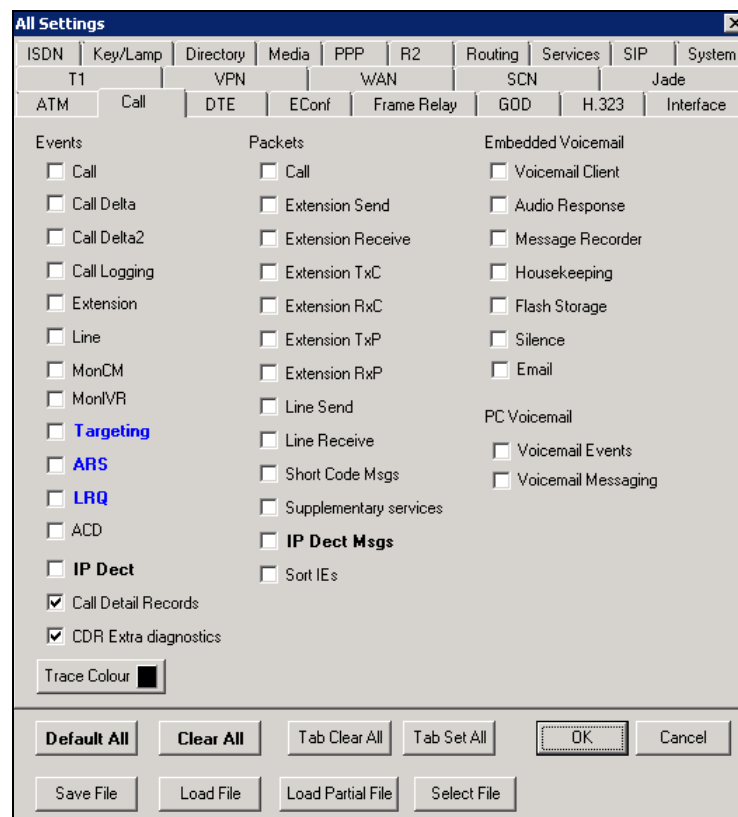 All Settings
ISDN Key/Lamp Directory Media PPP R2 Routing Services SIP System
T1 VPN WAN SCN Jade
ATM Call DTE EConf Frame Relay GOD H.323 Interface
Events
Call
Call Delta
Call Delta2
Call Logging
Extension
Line
MonCM
MonIVR
Targeting
ARS
LRQ
ACD
IP Dect
Call Detail Records
CDR Extra diagnostics
Trace Colour
Packets
Call
Extension Send
Extension Receive
Extension TxC
Extension RxC
Extension TxP
Extension RxP
Line Send
Line Receive
Short Code Msgs
Supplementary services
IP Dect Msgs
Sort IEs
Embedded Voicemail
Voicemail Client
Audio Response
Message Recorder
Housekeeping
Flash Storage
Silence
Email
PC Voicemail
Voicemail Events
Voicemail Messaging
Default All Clear All Tab Clear All Tab Set All OK Cancel
Save File Load File Load Partial File Select File